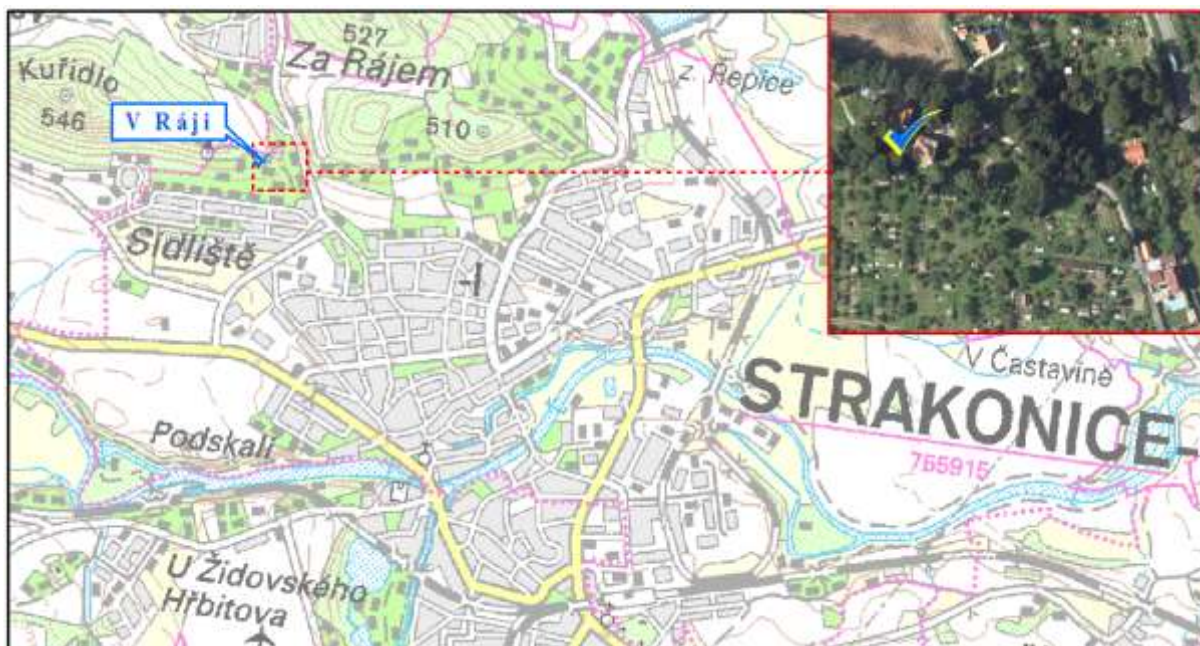 527
Za Rájem
Kuřidlo
546
V Ráji
510
z. Řepice
Sídliště
-I
V Častavině
STRAKONICE-
765915
Podskalí
U Židovského
Hřbitova